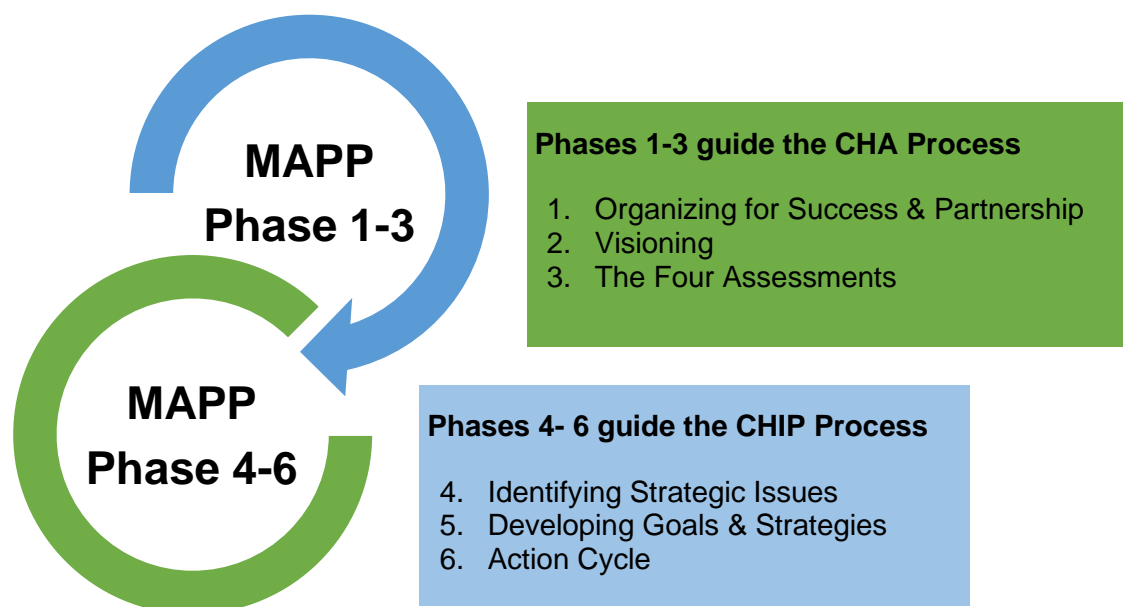 MAPP
Phase 1-3
Phases 1-3 guide the CHA Process
1. Organizing for Success & Partnership
2. Visioning
3. The Four Assessments
MAPP
Phase 4-6
Phases 4- 6 guide the CHIP Process
4. Identifying Strategic Issues
5. Developing Goals & Strategies
6. Action Cycle